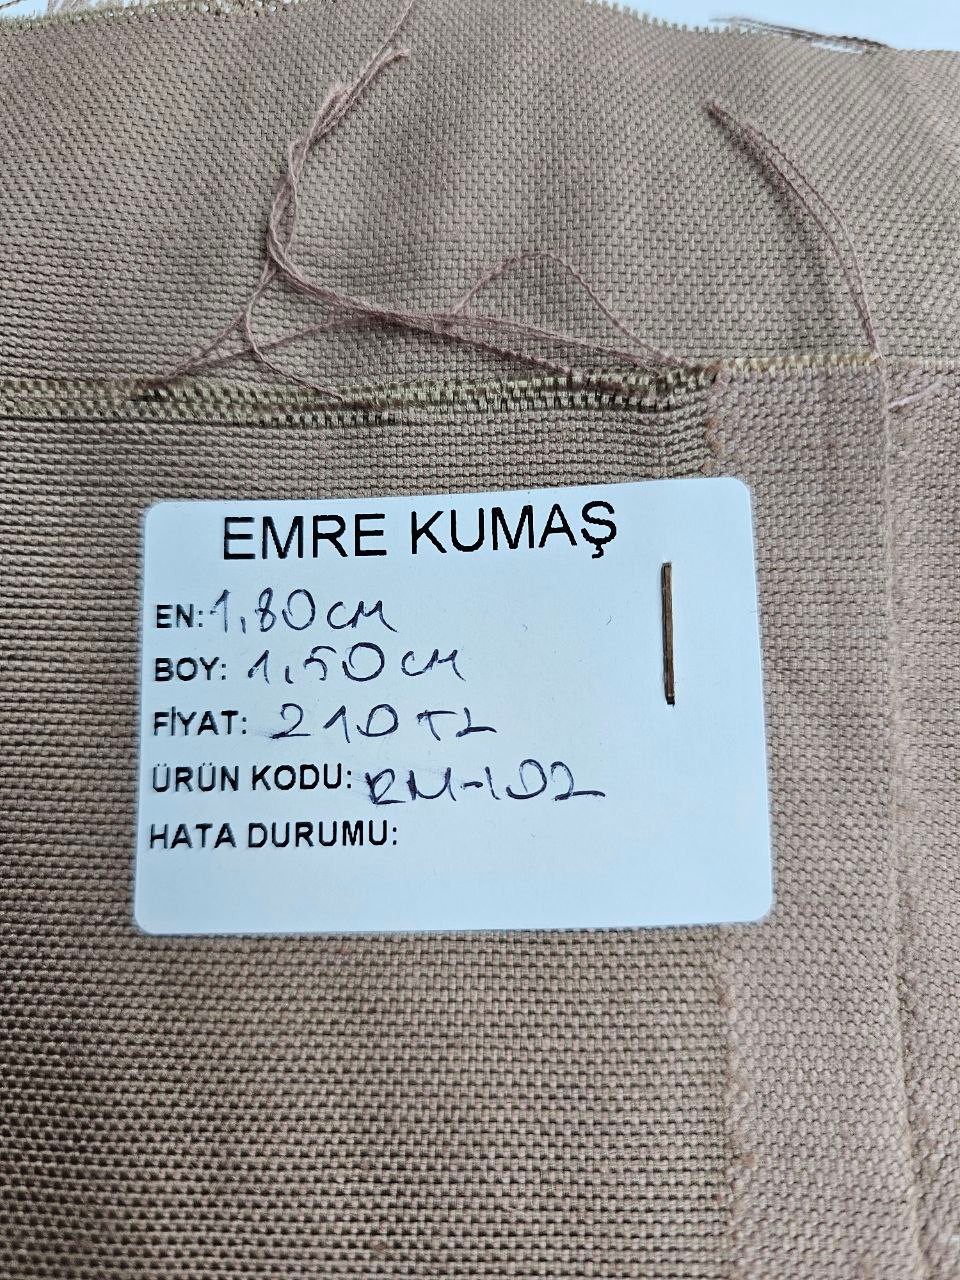 EMRE KUMAŞ
EN: 1,80 CM
BOY: 1,50 CM
FİYAT: 210 TL
ÜRÜN KODU: RM-102
HATA DURUMU: